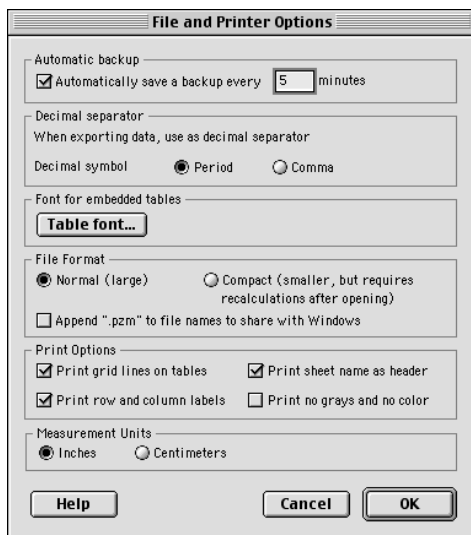 File and Printer Options
Automatic backup
Automatically save a backup every 5 minutes
Decimal separator
When exporting data, use as decimal separator
Decimal symbol Period Comma
Font for embedded tables
Table font...
File Format
Normal (large) Compact (smaller, but requires
recalculations after opening)
Append ".pzm" to file names to share with Windows
Print Options
Print grid lines on tables Print sheet name as header
Print row and column labels Print no grays and no color
Measurement Units
Inches Centimeters
Help Cancel OK